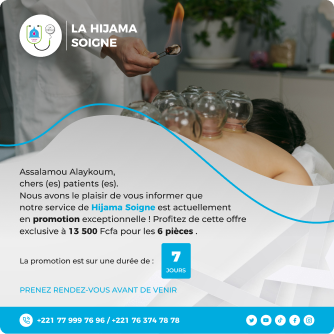 LA HIJAMA
SOIGNE
Assalamou Alaykoum,
chers (es) patients (es).
Nous avons le plaisir de vous informer que
notre service de Hijama Soigne est actuellement
en promotion exceptionnelle ! Profitez de cette offre
exclusive à 13 500 Fcfa pour les 6 pièces .
La promotion est sur une durée de :
7
JOURS
PRENEZ RENDEZ-VOUS AVANT DE VENIR
+221 77 999 76 96 / +221 76 374 78 78